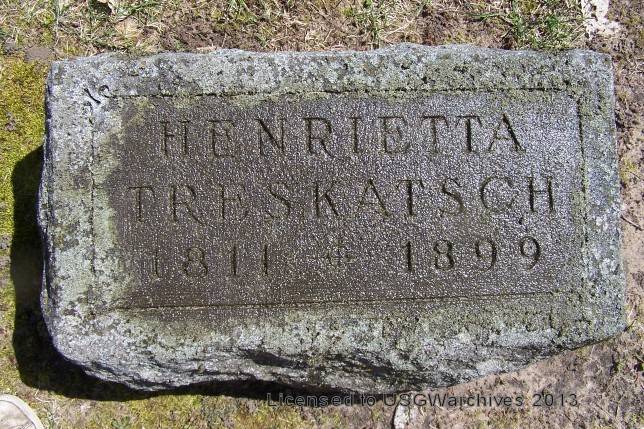 HENRIETTA
TRESKATSCH
1811 + 1899
Licensed to USGWarchives 2013